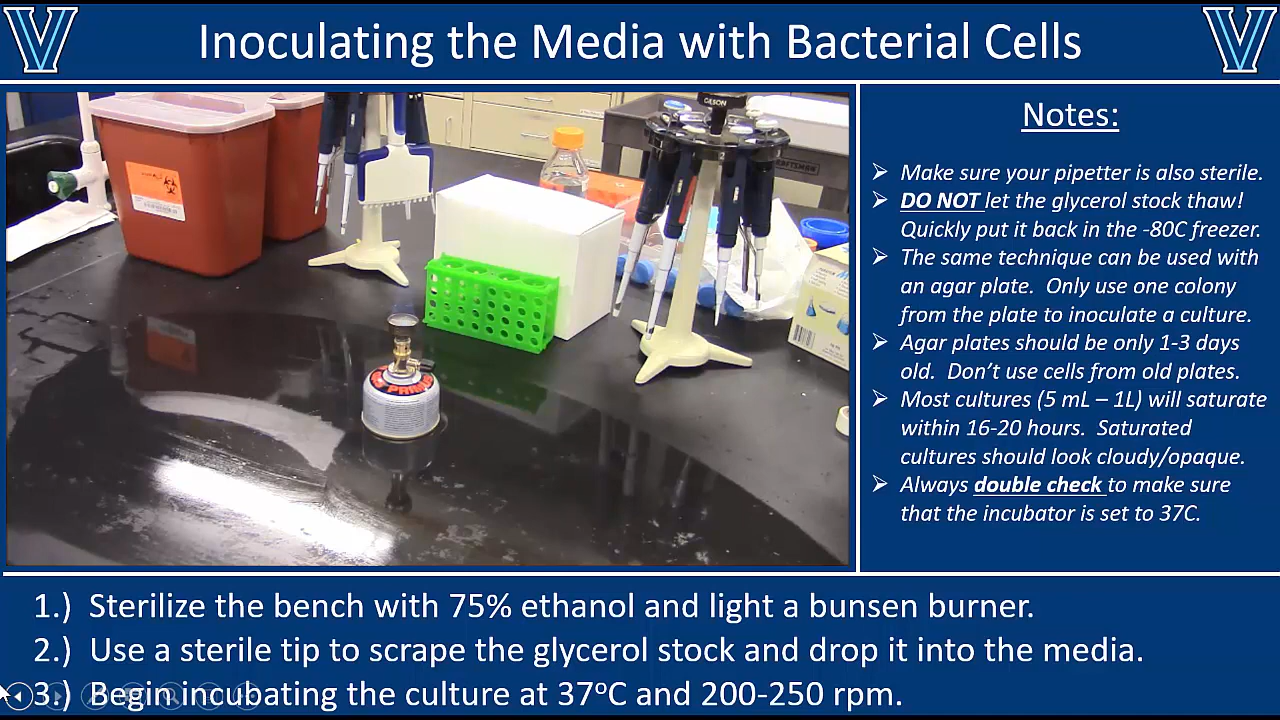 Inoculating the Media with Bacterial Cells
GILSON
CRAFTSMAN
Notes:
➢ Make sure your pipetter is also sterile.
➢ DO NOT let the glycerol stock thaw!
Quickly put it back in the -80C freezer.
➢ The same technique can be used with
an agar plate. Only use one colony
from the plate to inoculate a culture.
➢ Agar plates should be only 1-3 days
old. Don't use cells from old plates.
➢ Most cultures (5 mL – 1L) will saturate
within 16-20 hours. Saturated
cultures should look cloudy/opaque.
➢ Always double check to make sure
that the incubator is set to 37C.
1.) Sterilize the bench with 75% ethanol and light a bunsen burner.
2.) Use a sterile tip to scrape the glycerol stock and drop it into the media.
3.) Begin incubating the culture at 37°C and 200-250 rpm.